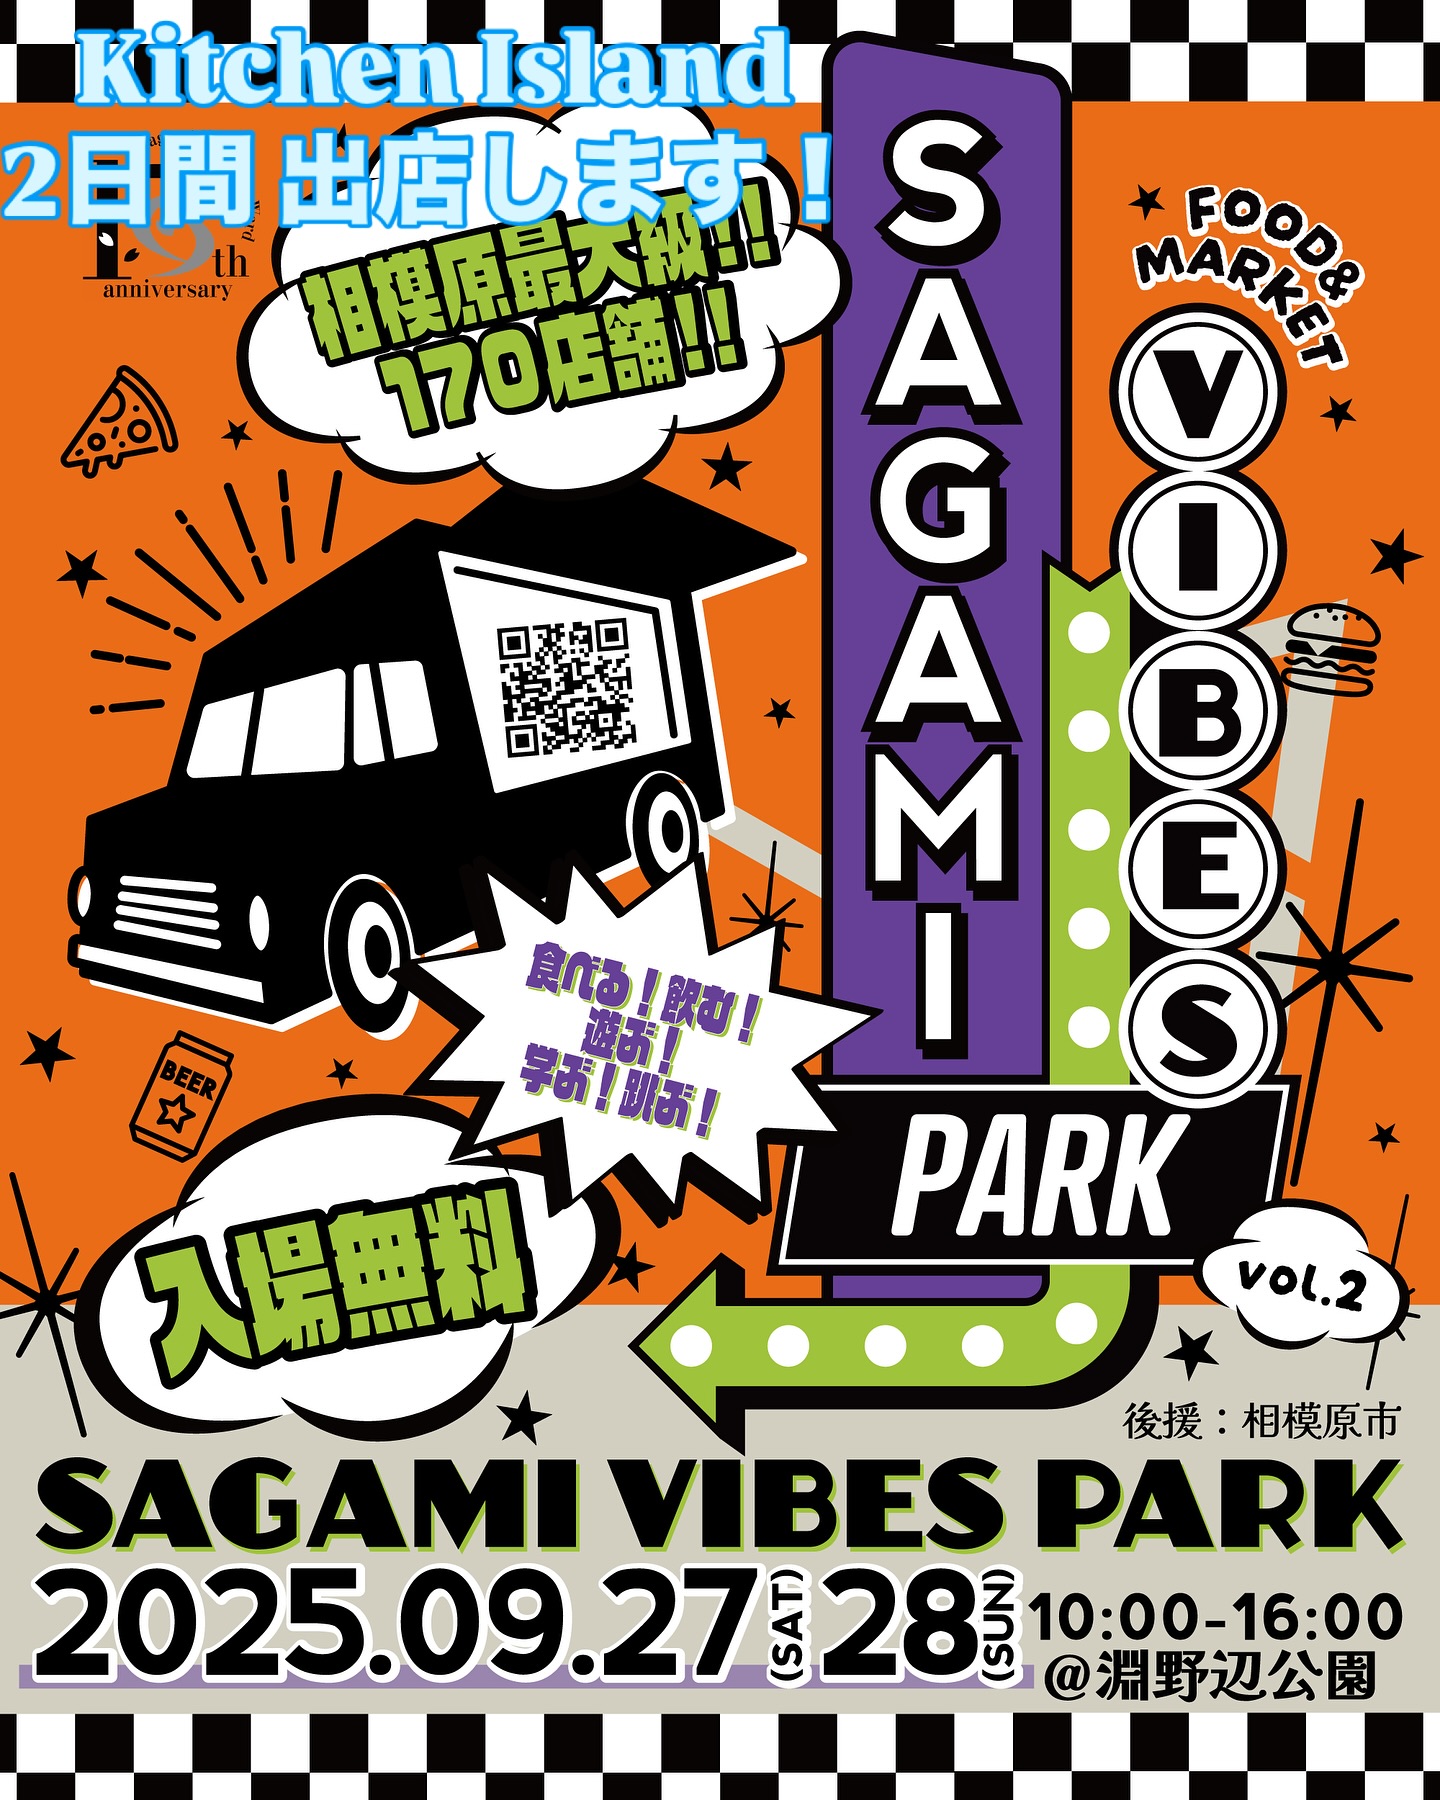 Kitchen Island
2日間 出店します！
th
anniversary
相模原最大級!!
170店舗!!
FOOD&
MARKET
SAGAMI
VIBES
PARK
vol.2
食べる！飲む！
遊ぶ！
学ぶ！跳ぶ！
BEER
入場無料
後援：相模原市
SAGAMI VIBES PARK
2025.09.27(SAT) 28(SUN) 10:00-16:00
@淵野辺公園